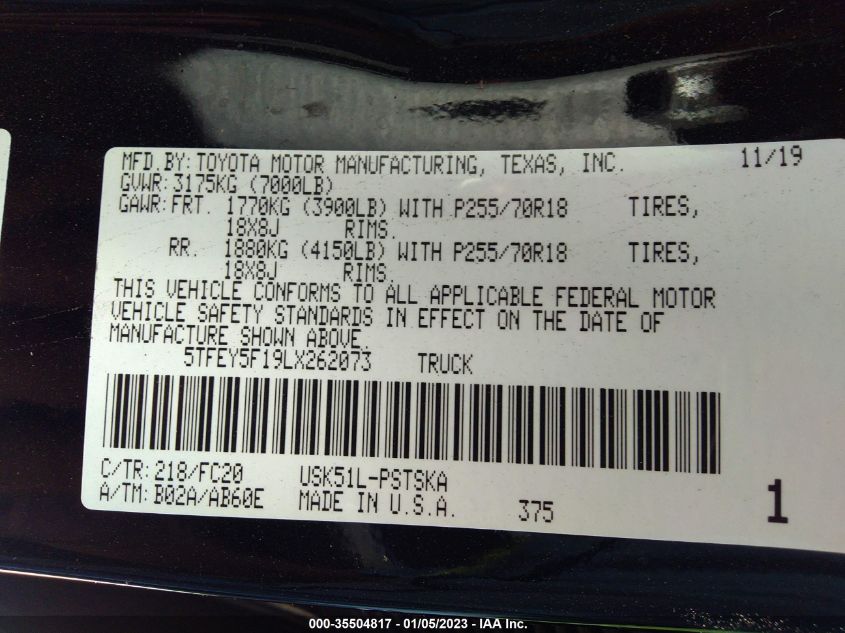 MFD.BY: TOYOTA MOTOR MANUFACTURING, TEXAS, INC. 11/19
GVWR: 3175KG (7000LB)
GAWR: FRT. 1770KG (3900LB) WITH P255/70R18 TIRES,
18X8J RIMS.
RR. 1880KG (4150LB) WITH P255/70R18 TIRES,
18X8J RIMS.
THIS VEHICLE CONFORMS TO ALL APPLICABLE FEDERAL MOTOR
VEHICLE SAFETY STANDARDS IN EFFECT ON THE DATE OF
MANUFACTURE SHOWN ABOVE.
5TFEY5F19LX262073 TRUCK
C/TR: 218/FC20 USK51L-PSTSKA
A/TM: B02A/AB60E MADE IN U.S.A. 375 1
000-35504817 - 01/05/2023 - IAA Inc.